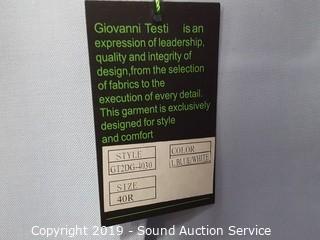 Giovanni Testi is an
expression of leadership,
quality and integrity of
design,from the selection
of fabrics to the
execution of every detail.
This garment is exclusively
designed for style
and comfort
STYLE
GT2DG-4030
COLOR
L.BLUE/WHITE
SIZE
40R
Copyright 2019 - Sound Auction Service